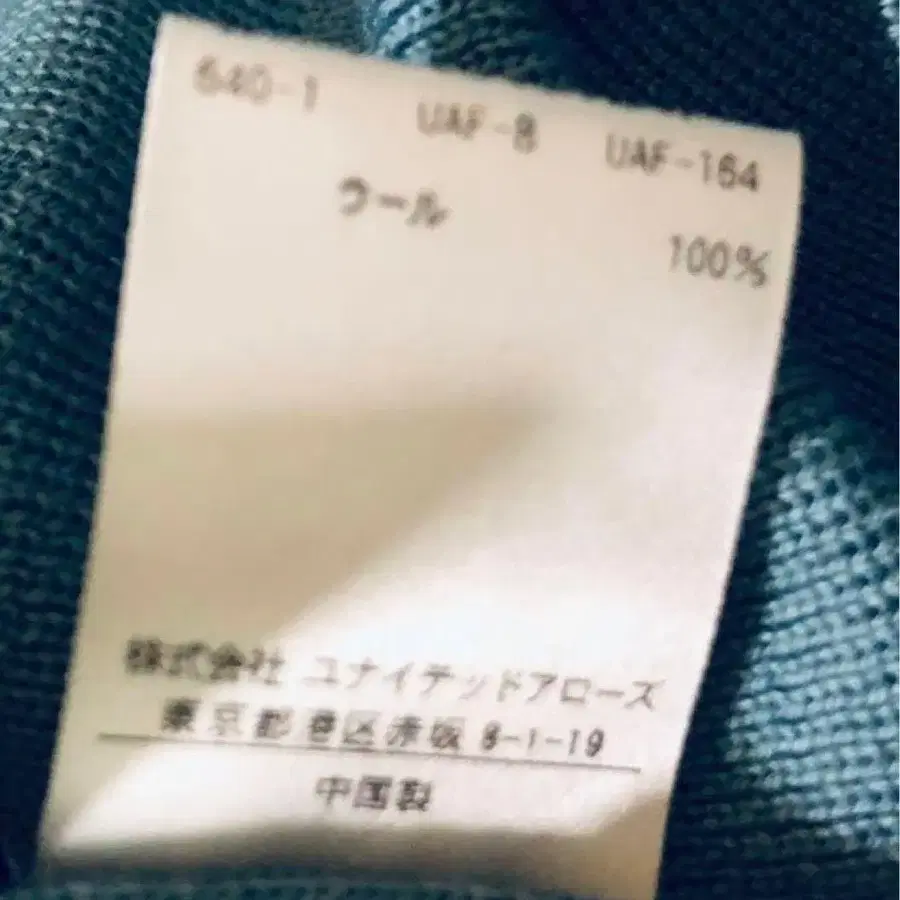 640-1 UAF-8 UAF-164
ウール 100%
株式会社 ユナイテッドアローズ
東京都港区赤坂 8-1-19
中国製